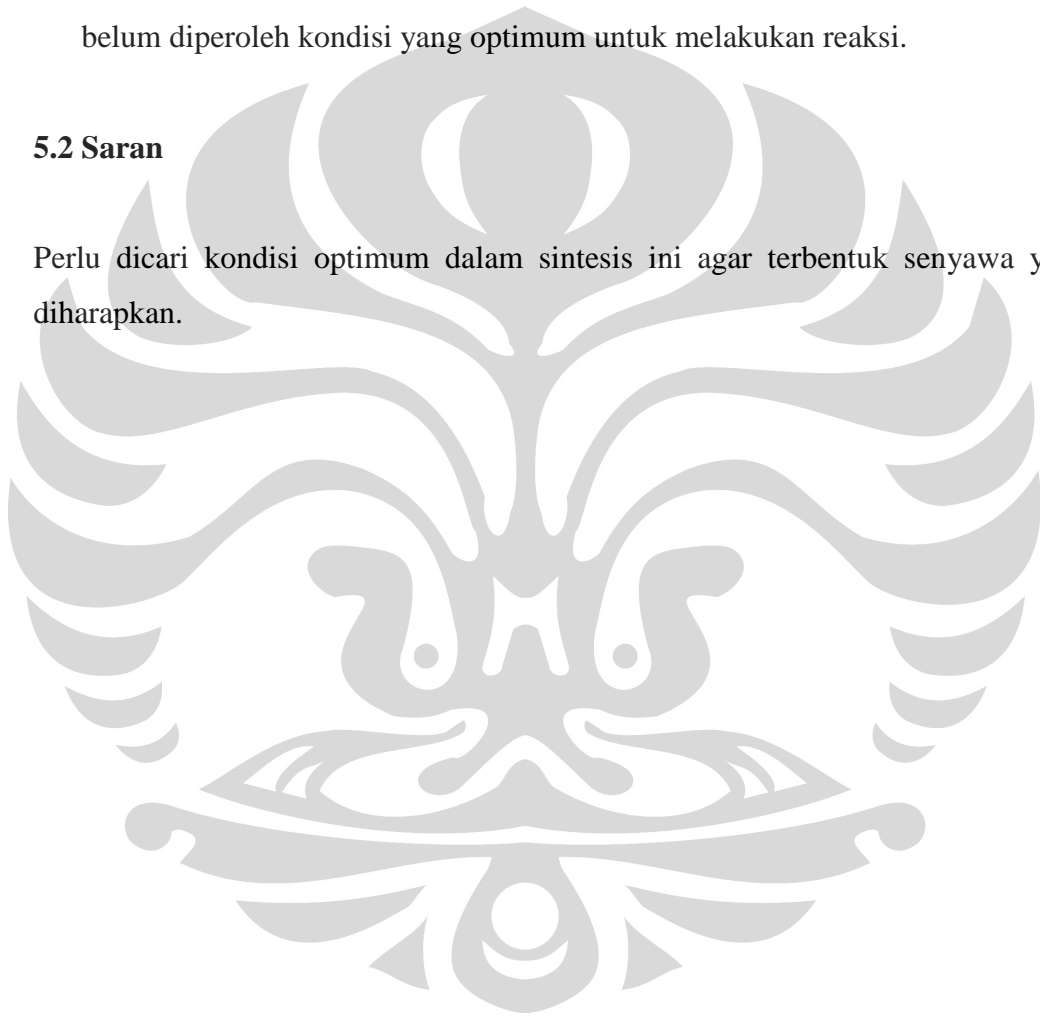 belum diperoleh kondisi yang optimum untuk melakukan reaksi.
5.2 Saran
Perlu dicari kondisi optimum dalam sintesis ini agar terbentuk senyawa y
diharapkan.